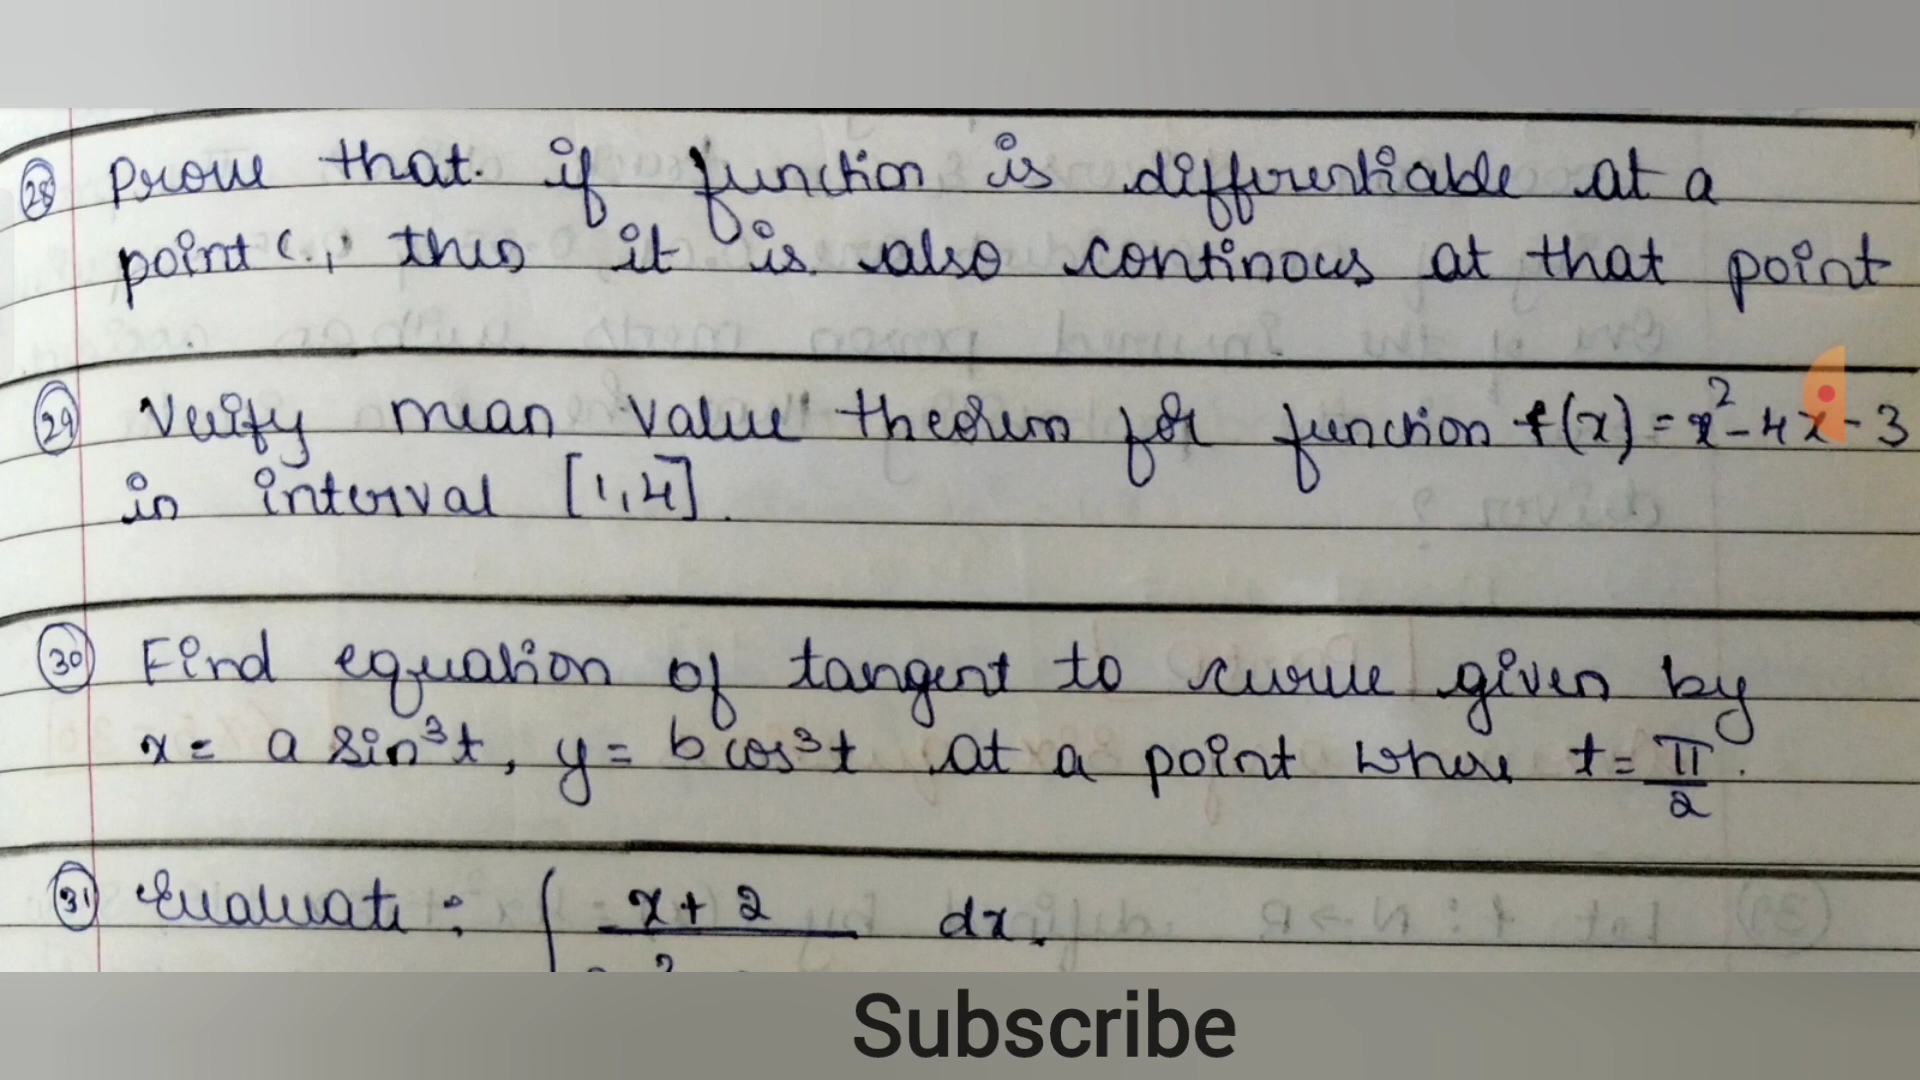 28 Prove that if function is differentiable at a
point c, then it is also continous at that point
29 Verify mean value theorem for function f(x) = x² - 4x - 3
in interval [1,4].
30 Find equation of tangent to curve given by
x = a sin³t, y = b cos³t at a point where t = π/2.
31 Evaluate : ∫ x + 2 dx.
Subscribe